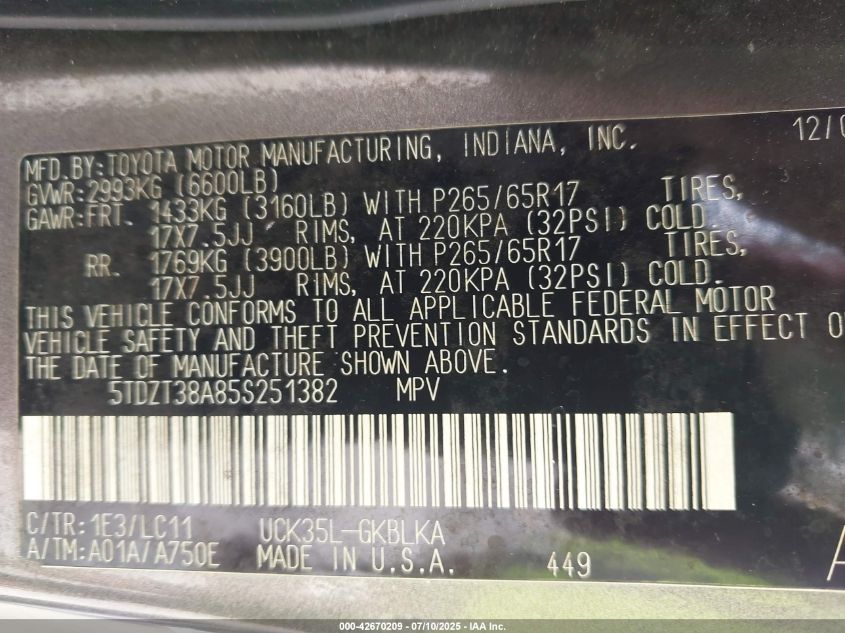 MFD.BY:TOYOTA MOTOR MANUFACTURING, INDIANA, INC. 12/0
GVWR:2993KG (6600LB)
GAWR:FRT. 1433KG (3160LB) WITH P265/65R17 TIRES,
17X7.5JJ RIMS, AT 220KPA (32PSI) COLD.
RR. 1769KG (3900LB) WITH P265/65R17 TIRES,
17X7.5JJ RIMS, AT 220KPA (32PSI) COLD.
THIS VEHICLE CONFORMS TO ALL APPLICABLE FEDERAL MOTOR
VEHICLE SAFETY AND THEFT PREVENTION STANDARDS IN EFFECT O
THE DATE OF MANUFACTURE SHOWN ABOVE.
5TDZT38A85S251382 MPV
C/TR:1E3/LC11 UCK35L-GKBLKA
A/TM:A01A/A750E MADE IN U.S.A. 449 A
000-42670209 - 07/10/2025 - IAA Inc.